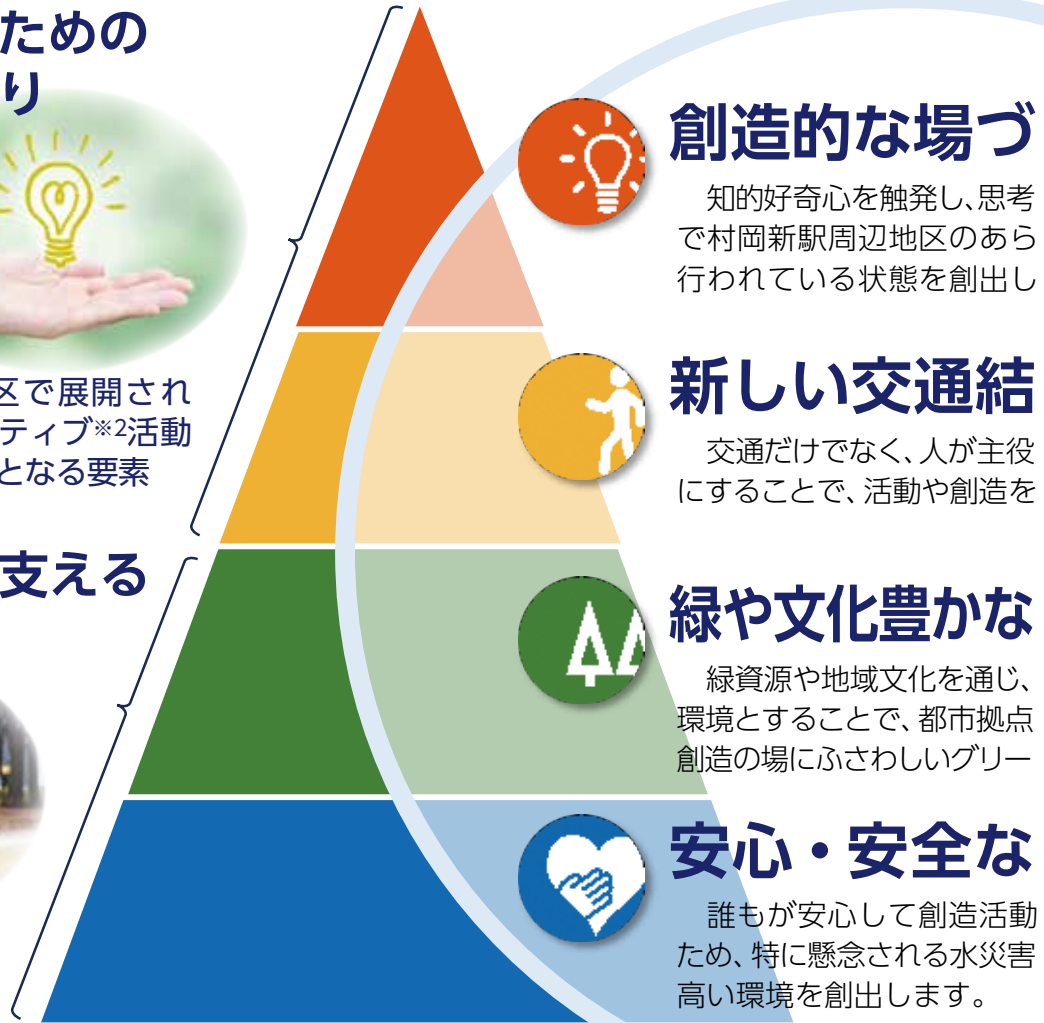 ための
り
区で展開され
ティブ※2活動
となる要素
支える
創造的な場づ
知的好奇心を触発し、思考
で村岡新駅周辺地区のあら
行われている状態を創出し
新しい交通結
交通だけでなく、人が主役
にすることで、活動や創造を
緑や文化豊かな
緑資源や地域文化を通じ、
環境とすることで、都市拠点
創造の場にふさわしいグリー
安心・安全な
誰もが安心して創造活動
ため、特に懸念される水災害
高い環境を創出します。